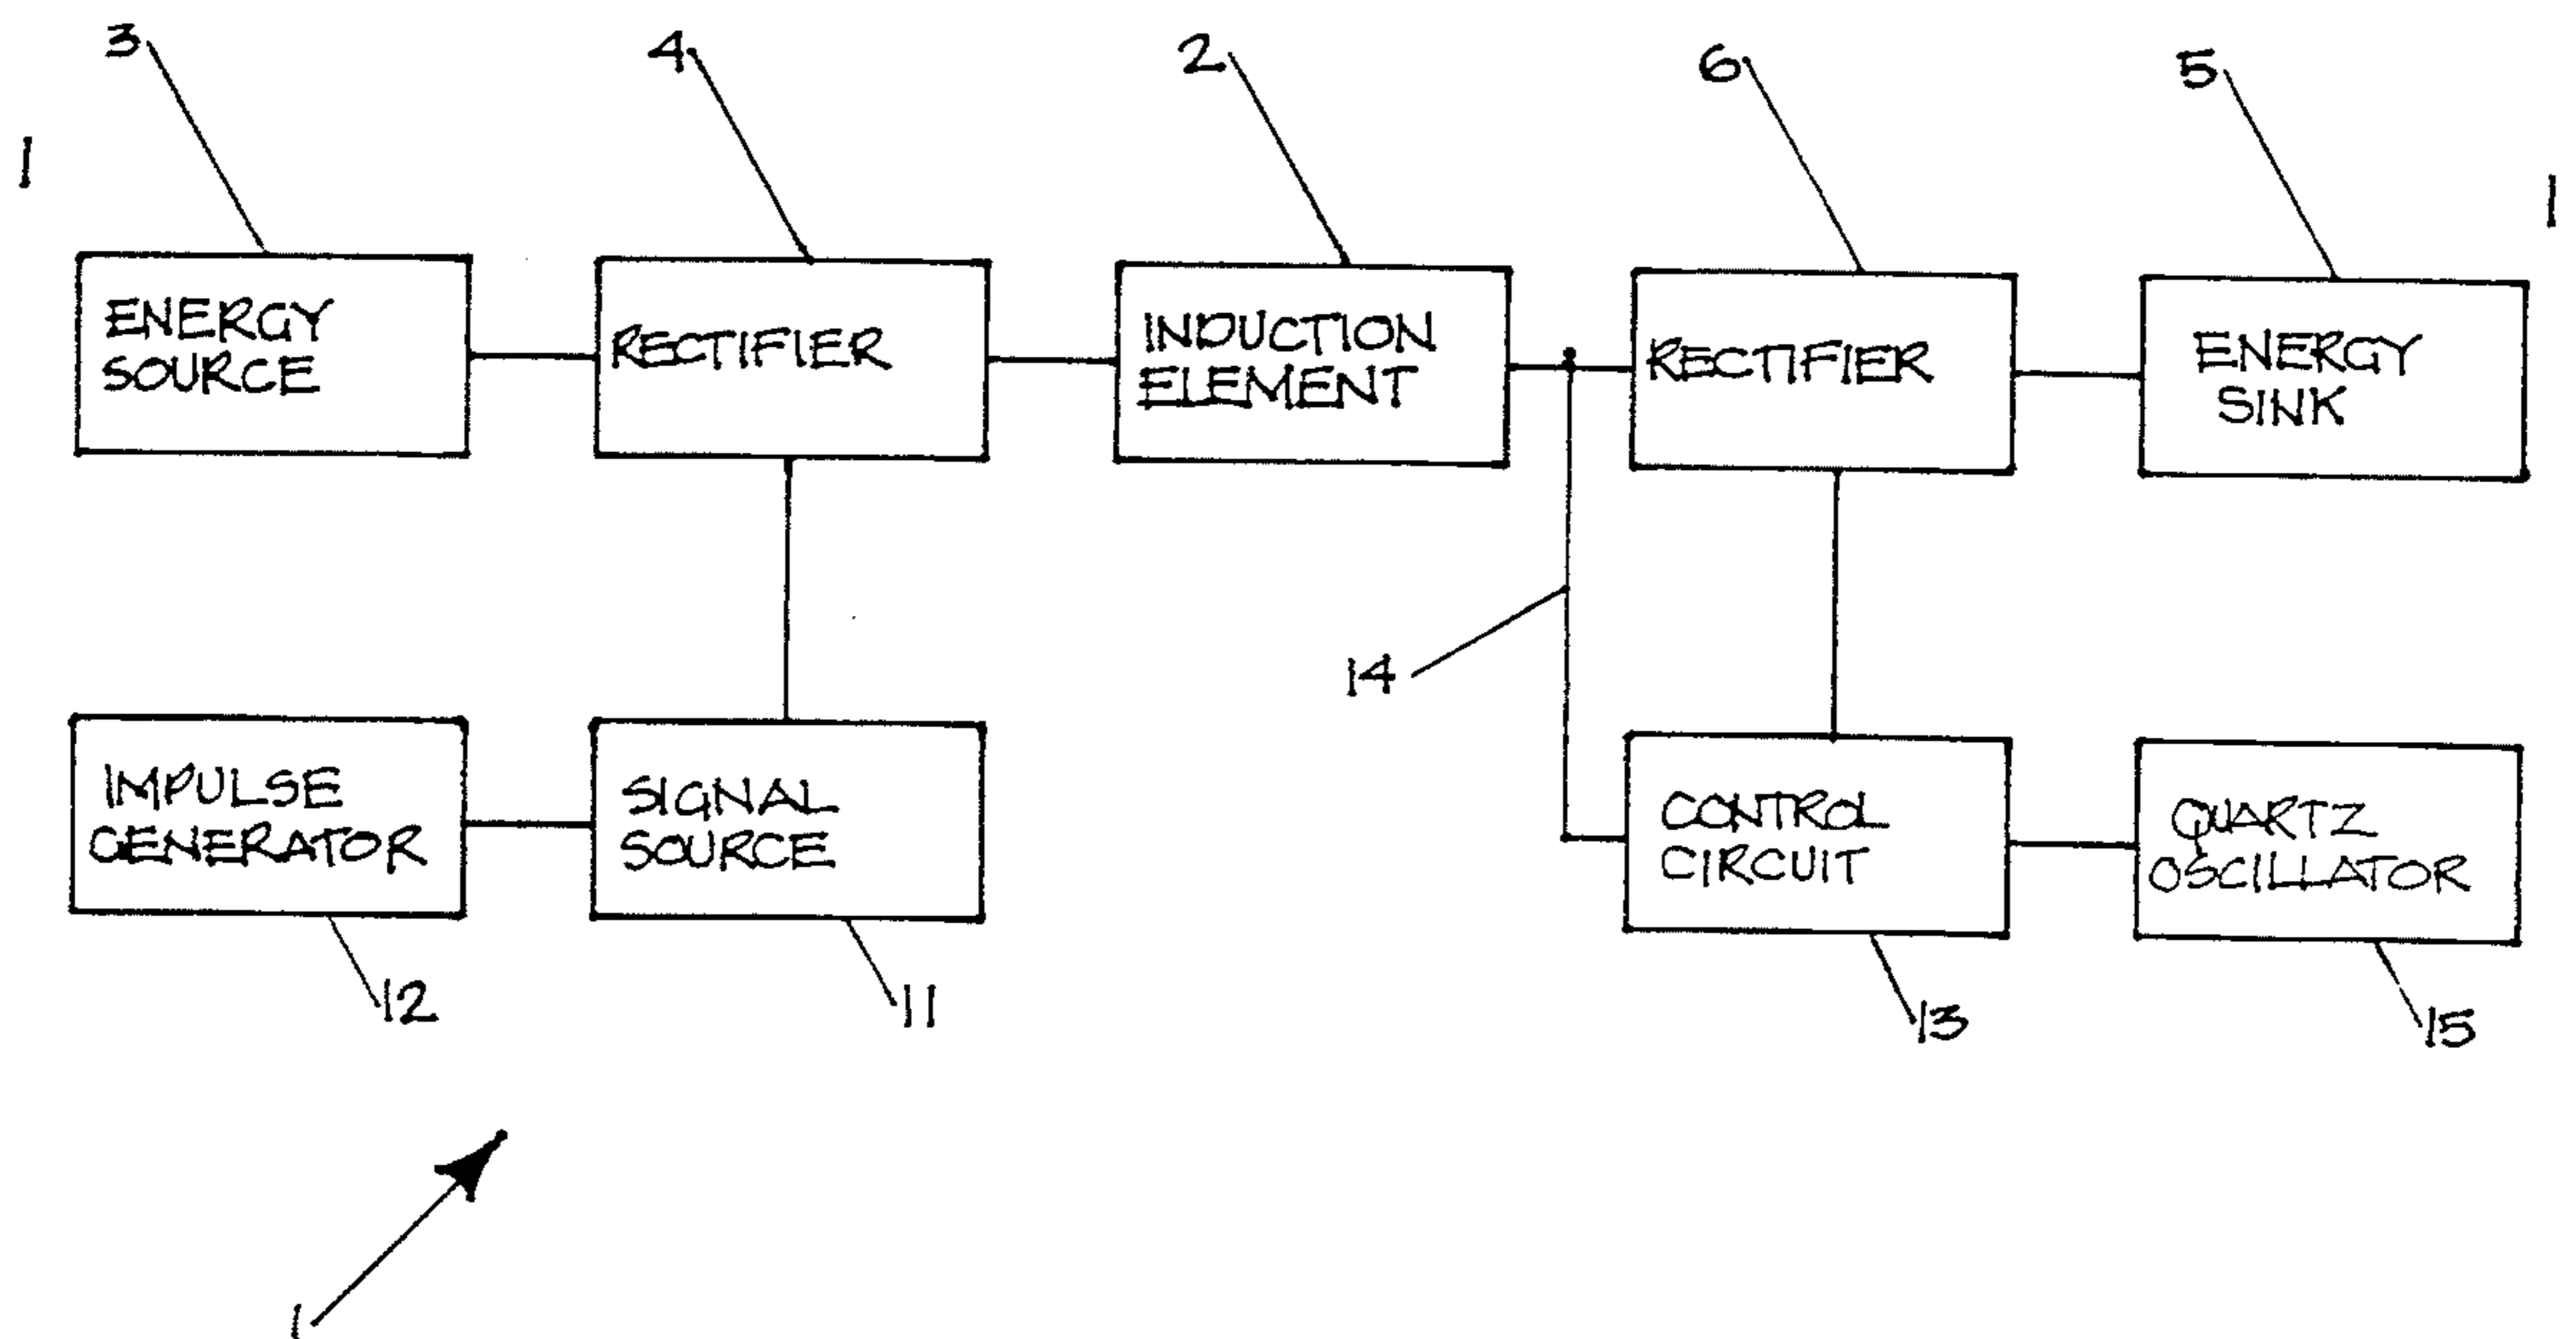 3
4
2
6
5
1
1
ENERGY
SOURCE
RECTIFIER
INDUCTION
ELEMENT
RECTIFIER
ENERGY
SINK
14
IMPULSE
GENERATOR
SIGNAL
SOURCE
CONTROL
CIRCUIT
QUARTZ
OSCILLATOR
12
11
13
15
1